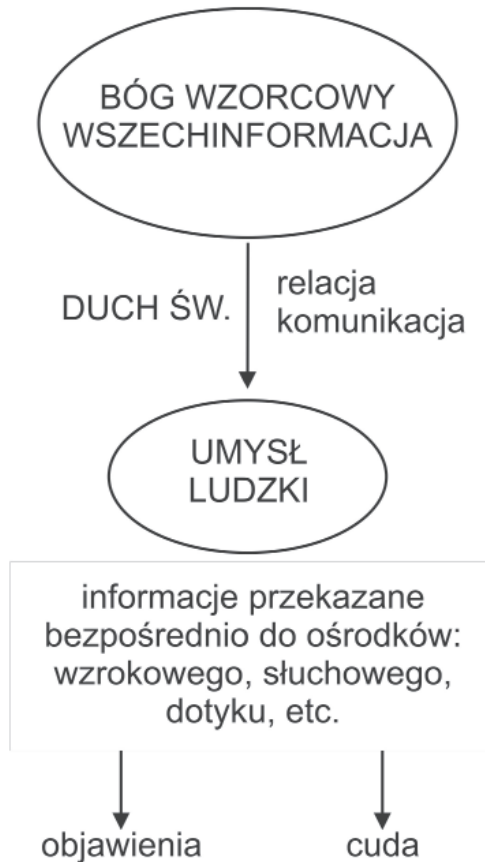 BÓG WZORCOWY
WSZECHINFORMACJA
DUCH ŚW.
relacja
komunikacja
UMYSŁ
LUDZKI
informacje przekazane
bezpośrednio do ośrodków:
wzrokowego, słuchowego,
dotyku, etc.
objawienia
cuda